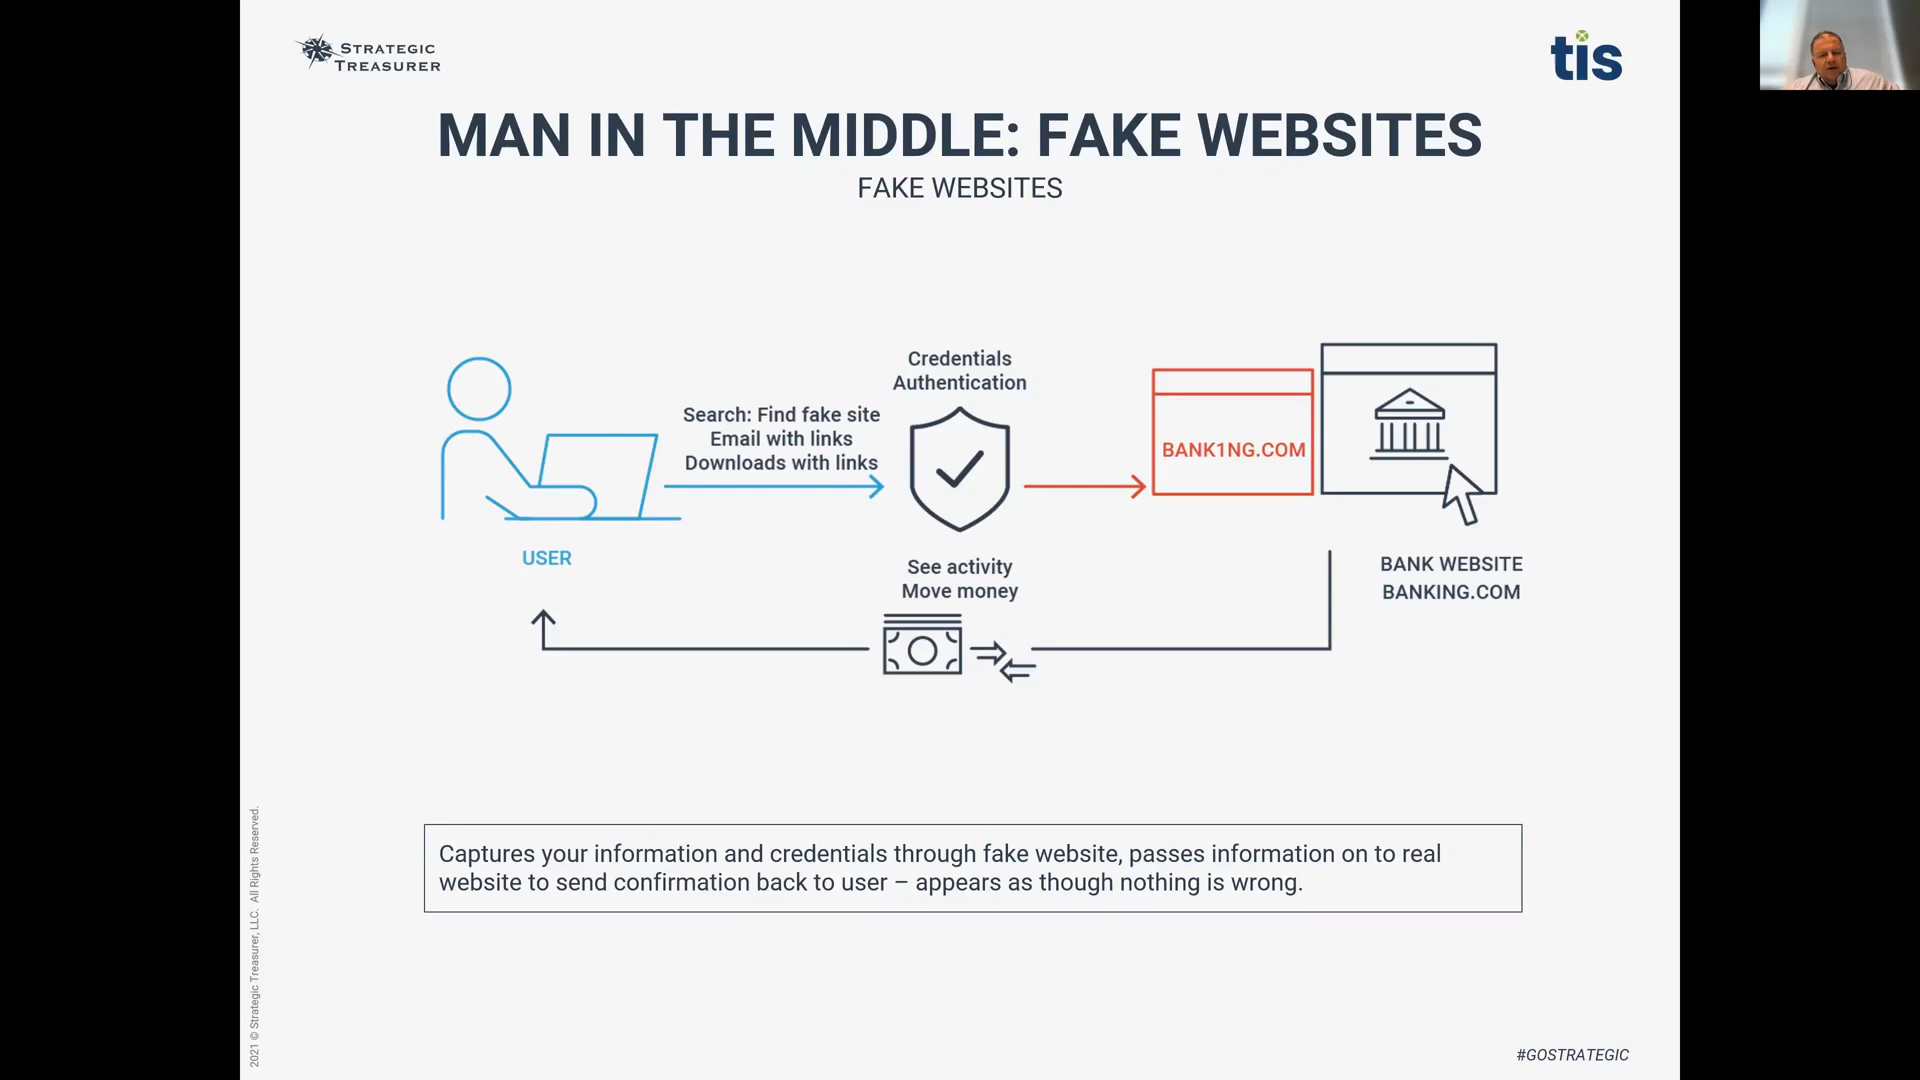 STRATEGIC
TREASURER
tis
MAN IN THE MIDDLE: FAKE WEBSITES
FAKE WEBSITES
Credentials
Authentication
Search: Find fake site
Email with links
Downloads with links
BANK1NG.COM
USER
See activity
Move money
BANK WEBSITE
BANKING.COM
Captures your information and credentials through fake website, passes information on to real
website to send confirmation back to user – appears as though nothing is wrong.
2021 © Strategic Treasurer, LLC. All Rights Reserved.
#GOSTRATEGIC